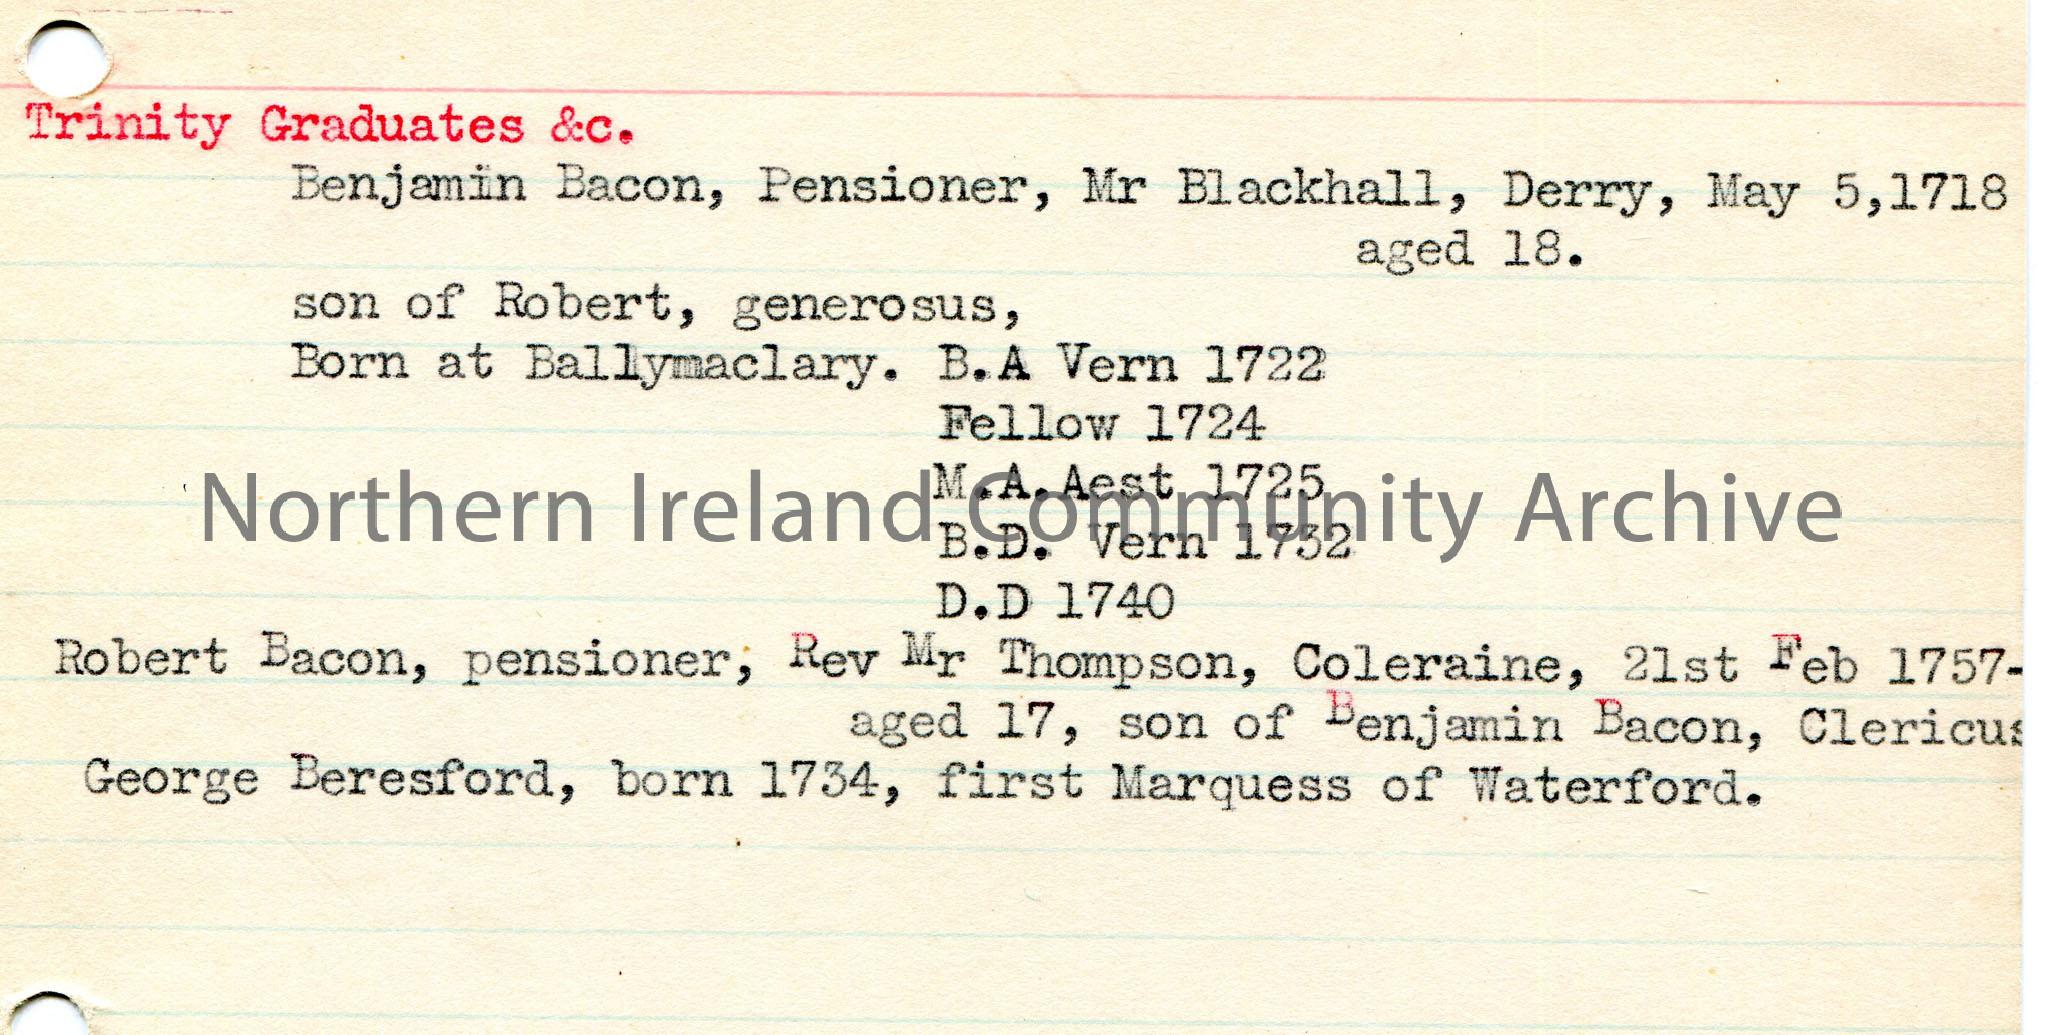 Trinity Graduates &c.
Benjamin Bacon, Pensioner, Mr Blackhall, Derry, May 5,1718
aged 18.
son of Robert, generosus,
Born at Ballymaclary. B.A Vern 1722
Fellow 1724
M.A.Aest 1725
Northern Ireland Community Archive
B.D. Vern 1732
D.D 1740
Robert Bacon, pensioner, Rev Mr Thompson, Coleraine, 21st Feb 1757-
aged 17, son of Benjamin Bacon, Clericus
George Beresford, born 1734, first Marquess of Waterford.